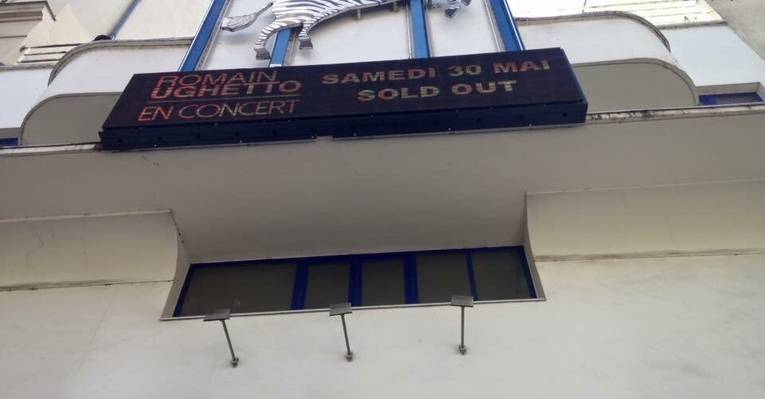 ROMAIN
UGHETTO
EN CONCERT
SAMEDI 30 MAI
SOLD OUT